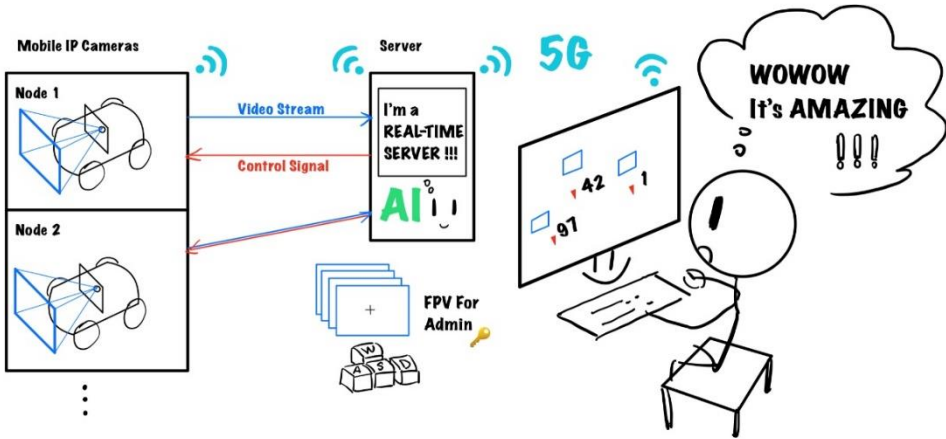 Mobile IP Cameras
Node 1
Node 2
Video Stream
Control Signal
Server
I'm a
REAL-TIME
SERVER !!!
AI
FPV For
Admin
W
A S D
5G
42
1
97
WOWOW
It's AMAZING
!!!